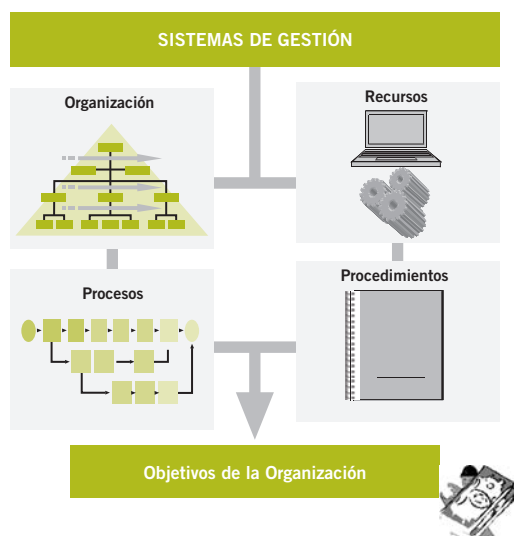 SISTEMAS DE GESTIÓN
Organización
Recursos
Procesos
Procedimientos
Objetivos de la Organización